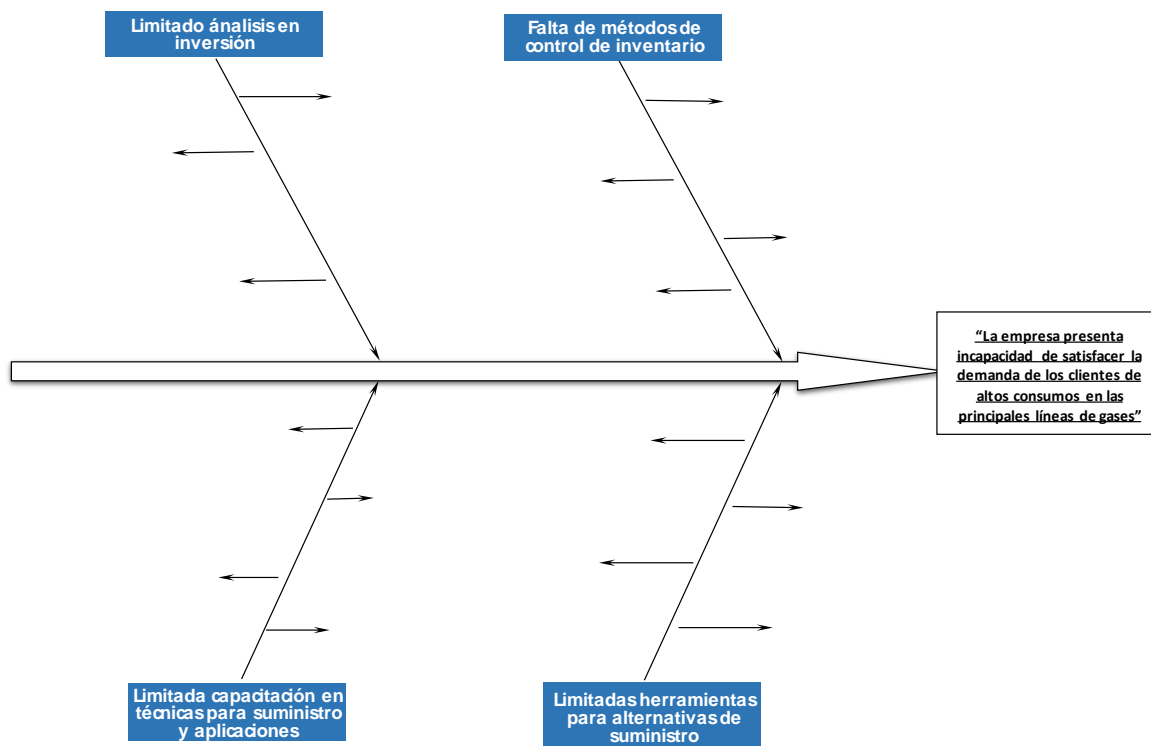 Limitado ánalisis en
inversión
Falta de métodos de
control de inventario
“La empresa presenta
incapacidad de satisfacer la
demanda de los clientes de
altos consumos en las
principales líneas de gases”
Limitada capacitación en
técnicas para suministro
y aplicaciones
Limitadas herramientas
para alternativas de
suministro